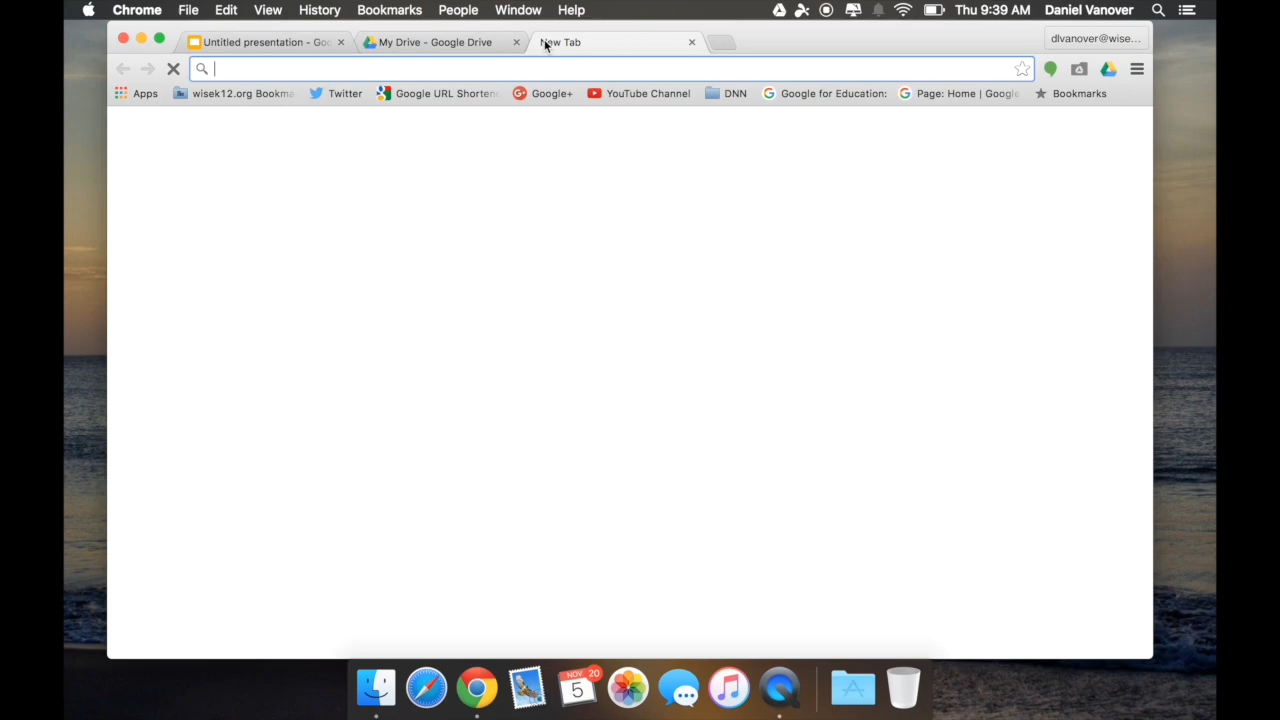 Chrome File Edit View History Bookmarks People Window Help Thu 9:39 AM Daniel Vanover
Untitled presentation - Goo My Drive - Google Drive New Tab dlvanover@wise...
Apps wisek12.org Bookma Twitter Google URL Shorten Google+ YouTube Channel DNN Google for Education: Page: Home | Google Bookmarks
NOV 20
5